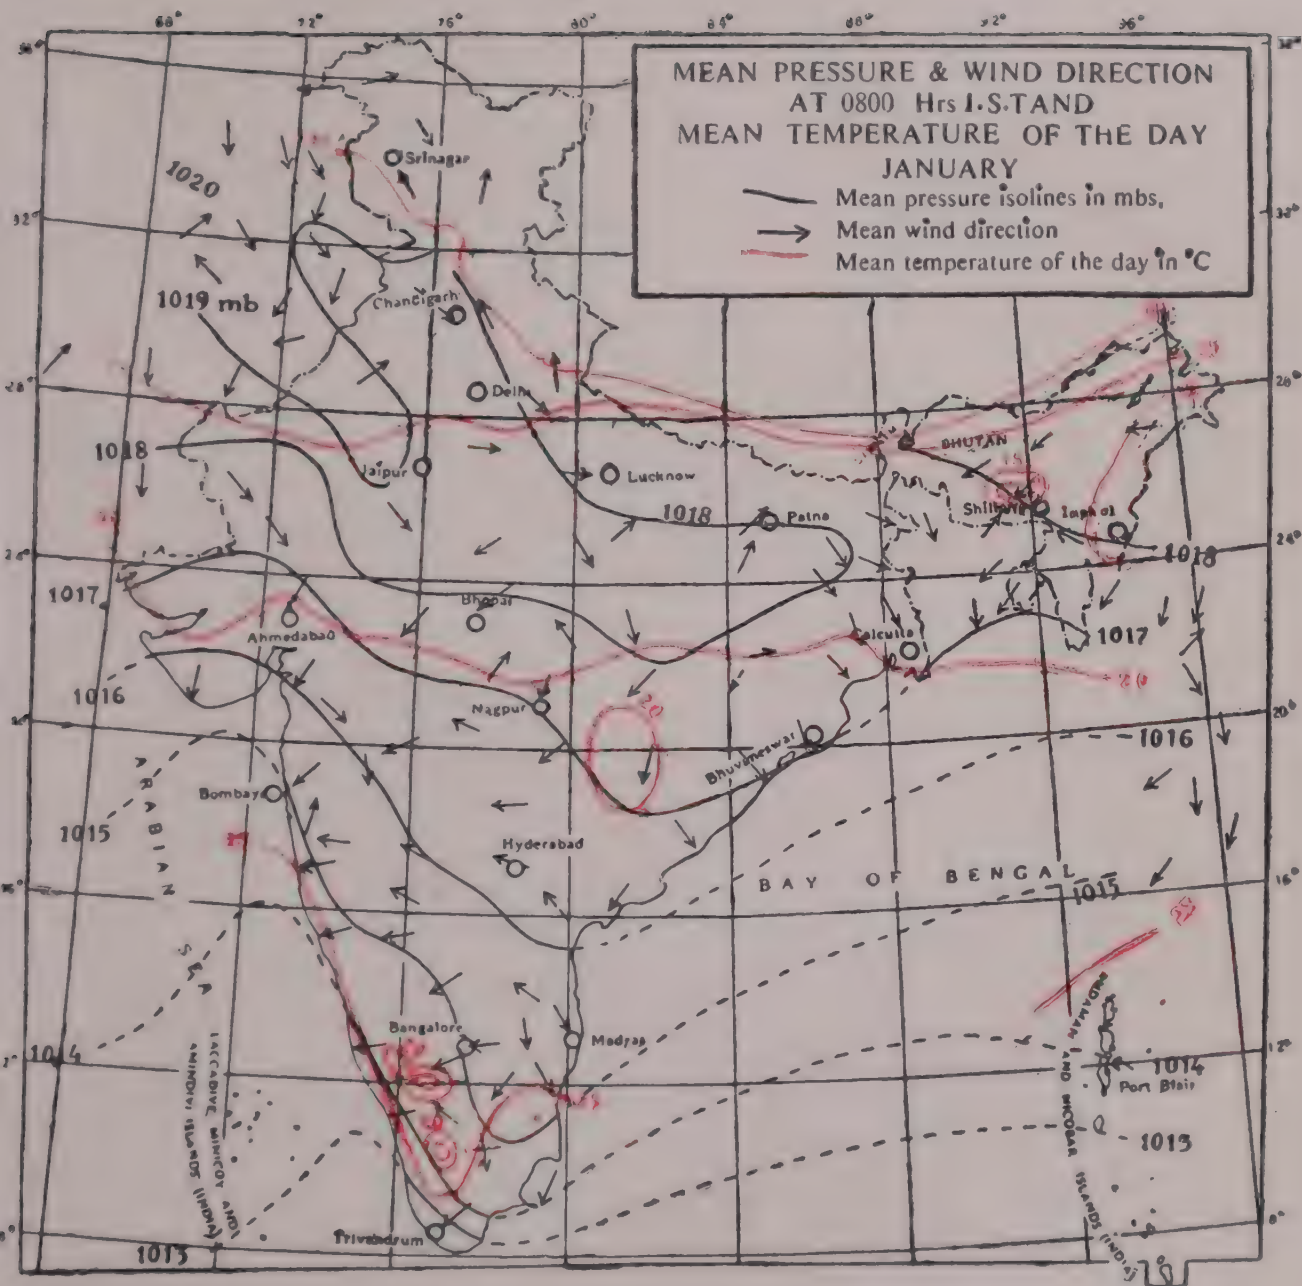 68° 72° 76° 80° 84° 88° 92° 96°
MEAN PRESSURE & WIND DIRECTION
AT 0800 Hrs I.S.TAND
MEAN TEMPERATURE OF THE DAY
JANUARY
Mean pressure isolines in mbs,
Mean wind direction
Mean temperature of the day in °C
Srinagar
1020
32° 32°
1019 mb
Chandigarh
28° 28°
Delhi
1018
Jaipur
Lucknow
BHUTAN
15
1018
Patna
Shillong
Imphal
24°
1018
1017
Bhopal
Ahmedabad
Calcutta
1017
1016
20
Nagpur
20
20°
Bhuvaneswar
1016
ARABIAN
Bombay
1015
Hyderabad
BAY OF BENGAL
1015
16° 16°
25
SEA
Bangalore
Madras
1014
12°
1014
Port Blair
LACCADIVE MINICOY AND
AMINDIVI ISLANDS (INDIA)
ANDAMAN AND NICOBAR ISLANDS (INDIA)
1013
8°
Trivandrum
1013